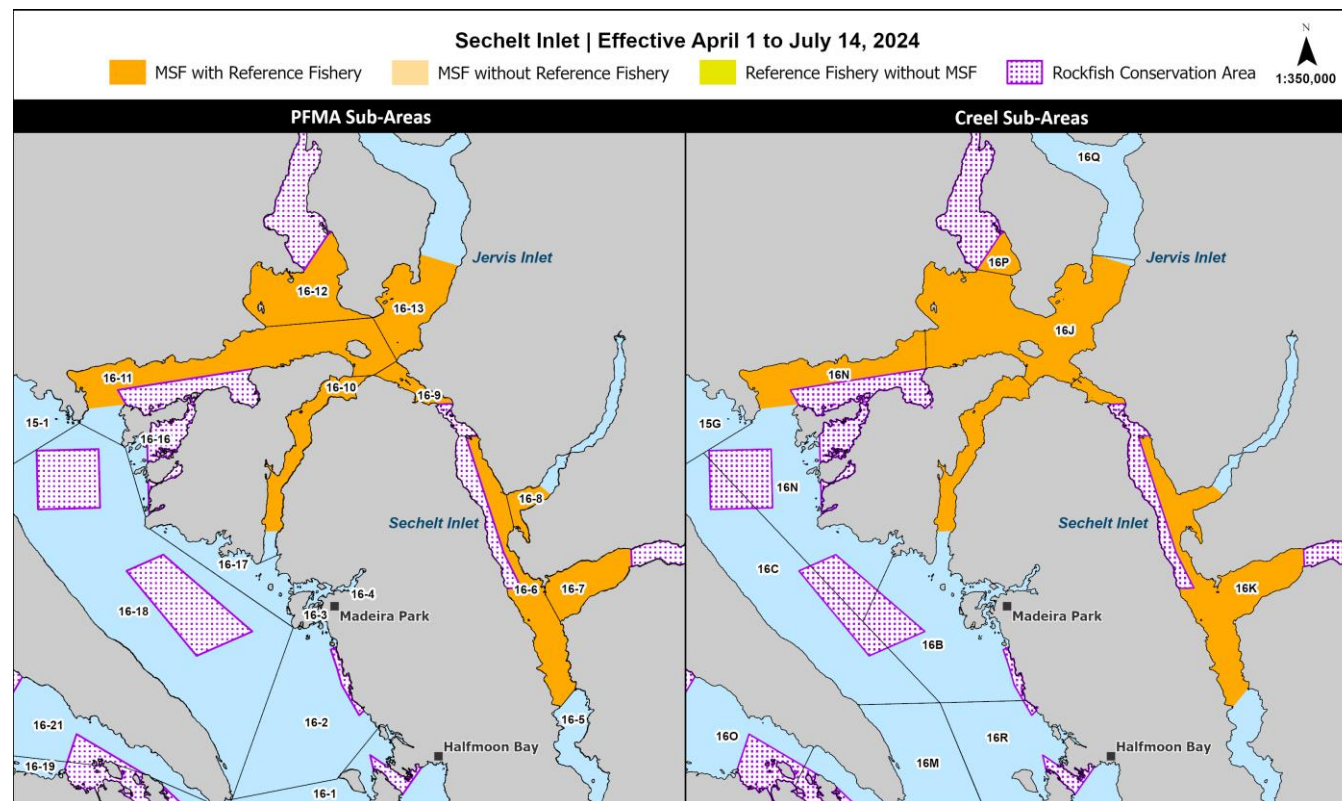 Sechelt Inlet | Effective April 1 to July 14, 2024
N
1:350,000
MSF with Reference Fishery
MSF without Reference Fishery
Reference Fishery without MSF
Rockfish Conservation Area
PFMA Sub-Areas
Jervis Inlet
16-12
16-13
16-11
16-10
16-9
15-1
16-16
16-8
Sechelt Inlet
16-17
16-7
16-6
16-4
16-18
16-3
Madeira Park
16-5
16-2
16-21
Halfmoon Bay
16-19
16-1
Creel Sub-Areas
16Q
16P
Jervis Inlet
16J
16N
15G
16N
Sechelt Inlet
16C
16K
Madeira Park
16B
16O
16R
Halfmoon Bay
16M